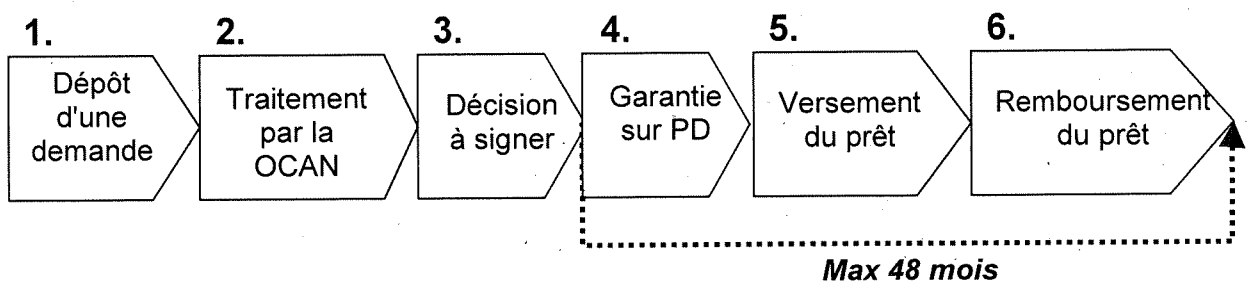 1.
Dépôt
d'une
demande
2.
Traitement
par la
OCAN
3.
Décision
à signer
4.
Garantie
sur PD
5.
Versement
du prêt
6.
Remboursement
du prêt
Max 48 mois